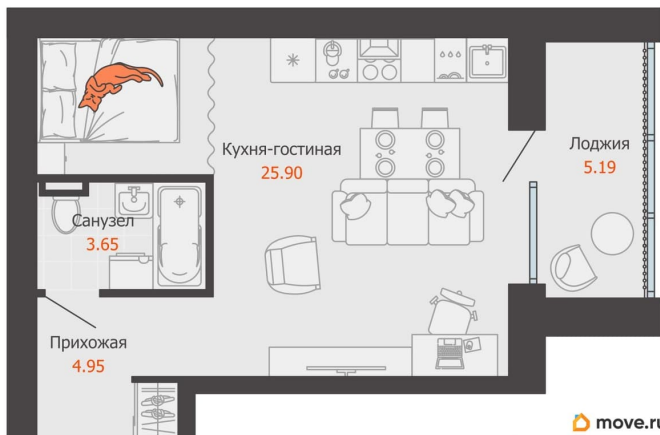 Кухня-гостиная
25.90
Лоджия
5.19
Санузел
3.65
Прихожая
4.95
move.ru